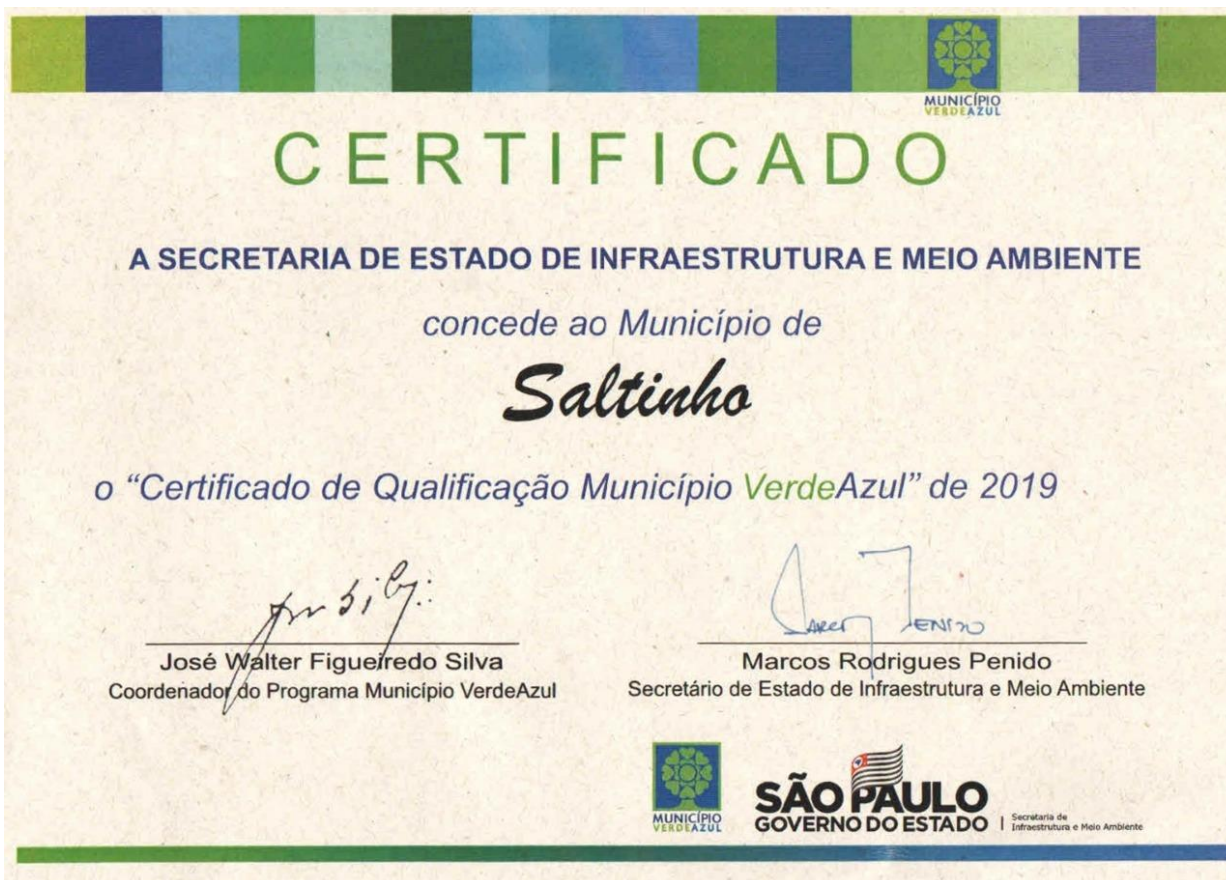 MUNICÍPIO
VERDEAZUL
CERTIFICADO
A SECRETARIA DE ESTADO DE INFRAESTRUTURA E MEIO AMBIENTE
concede ao Município de
Saltinho
o “Certificado de Qualificação Município VerdeAzul” de 2019
José Walter Figueiredo Silva
Coordenador do Programa Município VerdeAzul
Marcos Rodrigues Penido
Secretário de Estado de Infraestrutura e Meio Ambiente
MUNICÍPIO
VERDEAZUL
SÃO PAULO
GOVERNO DO ESTADO
Secretaria de
Infraestrutura e Meio Ambiente